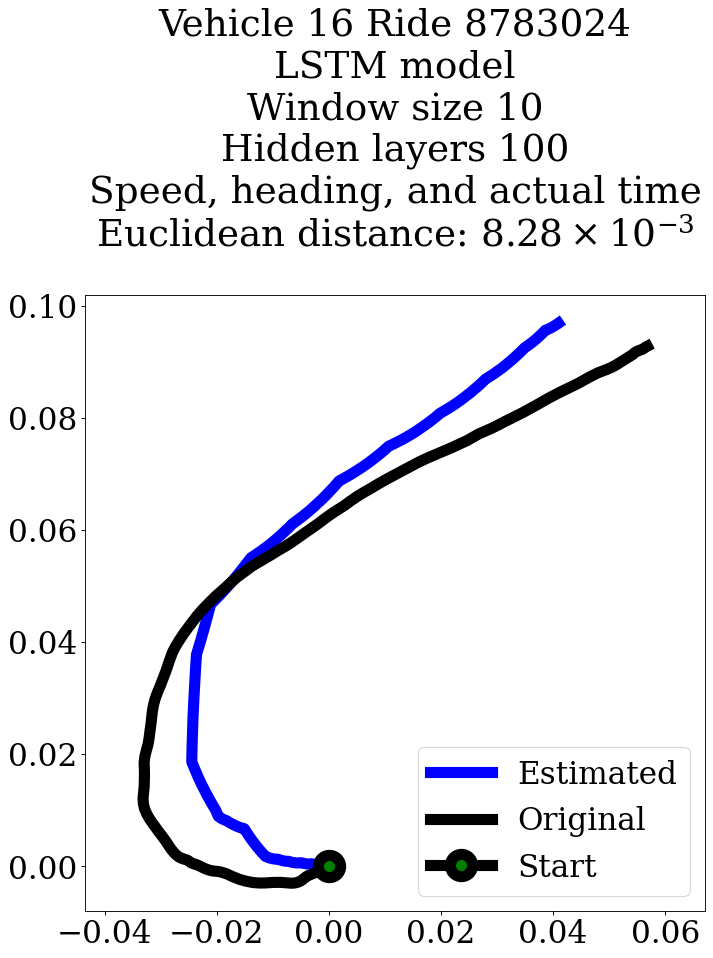 Vehicle 16 Ride 8783024
LSTM model
Window size 10
Hidden layers 100
Speed, heading, and actual time
Euclidean distance: 8.28 × 10⁻³
0.10
0.08
0.06
0.04
0.02
0.00
Estimated
Original
Start
−0.04 −0.02 0.00 0.02 0.04 0.06